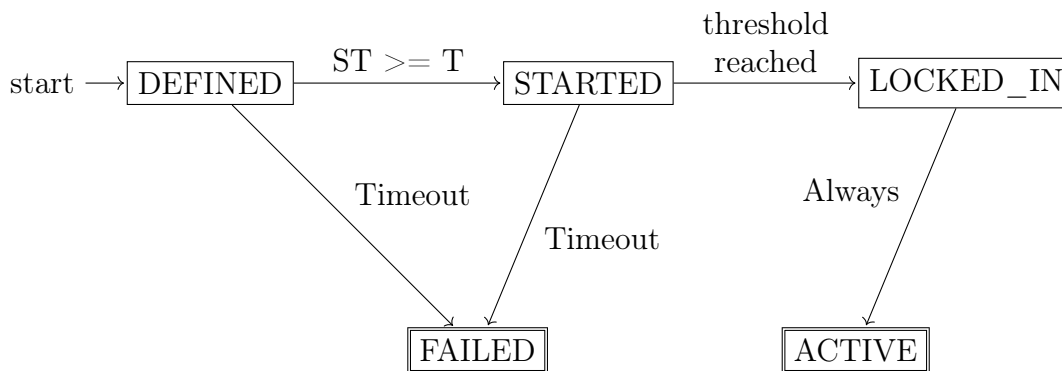 threshold
reached
ST >= T
start
DEFINED
STARTED
LOCKED_IN
Timeout
Always
Timeout
FAILED
ACTIVE